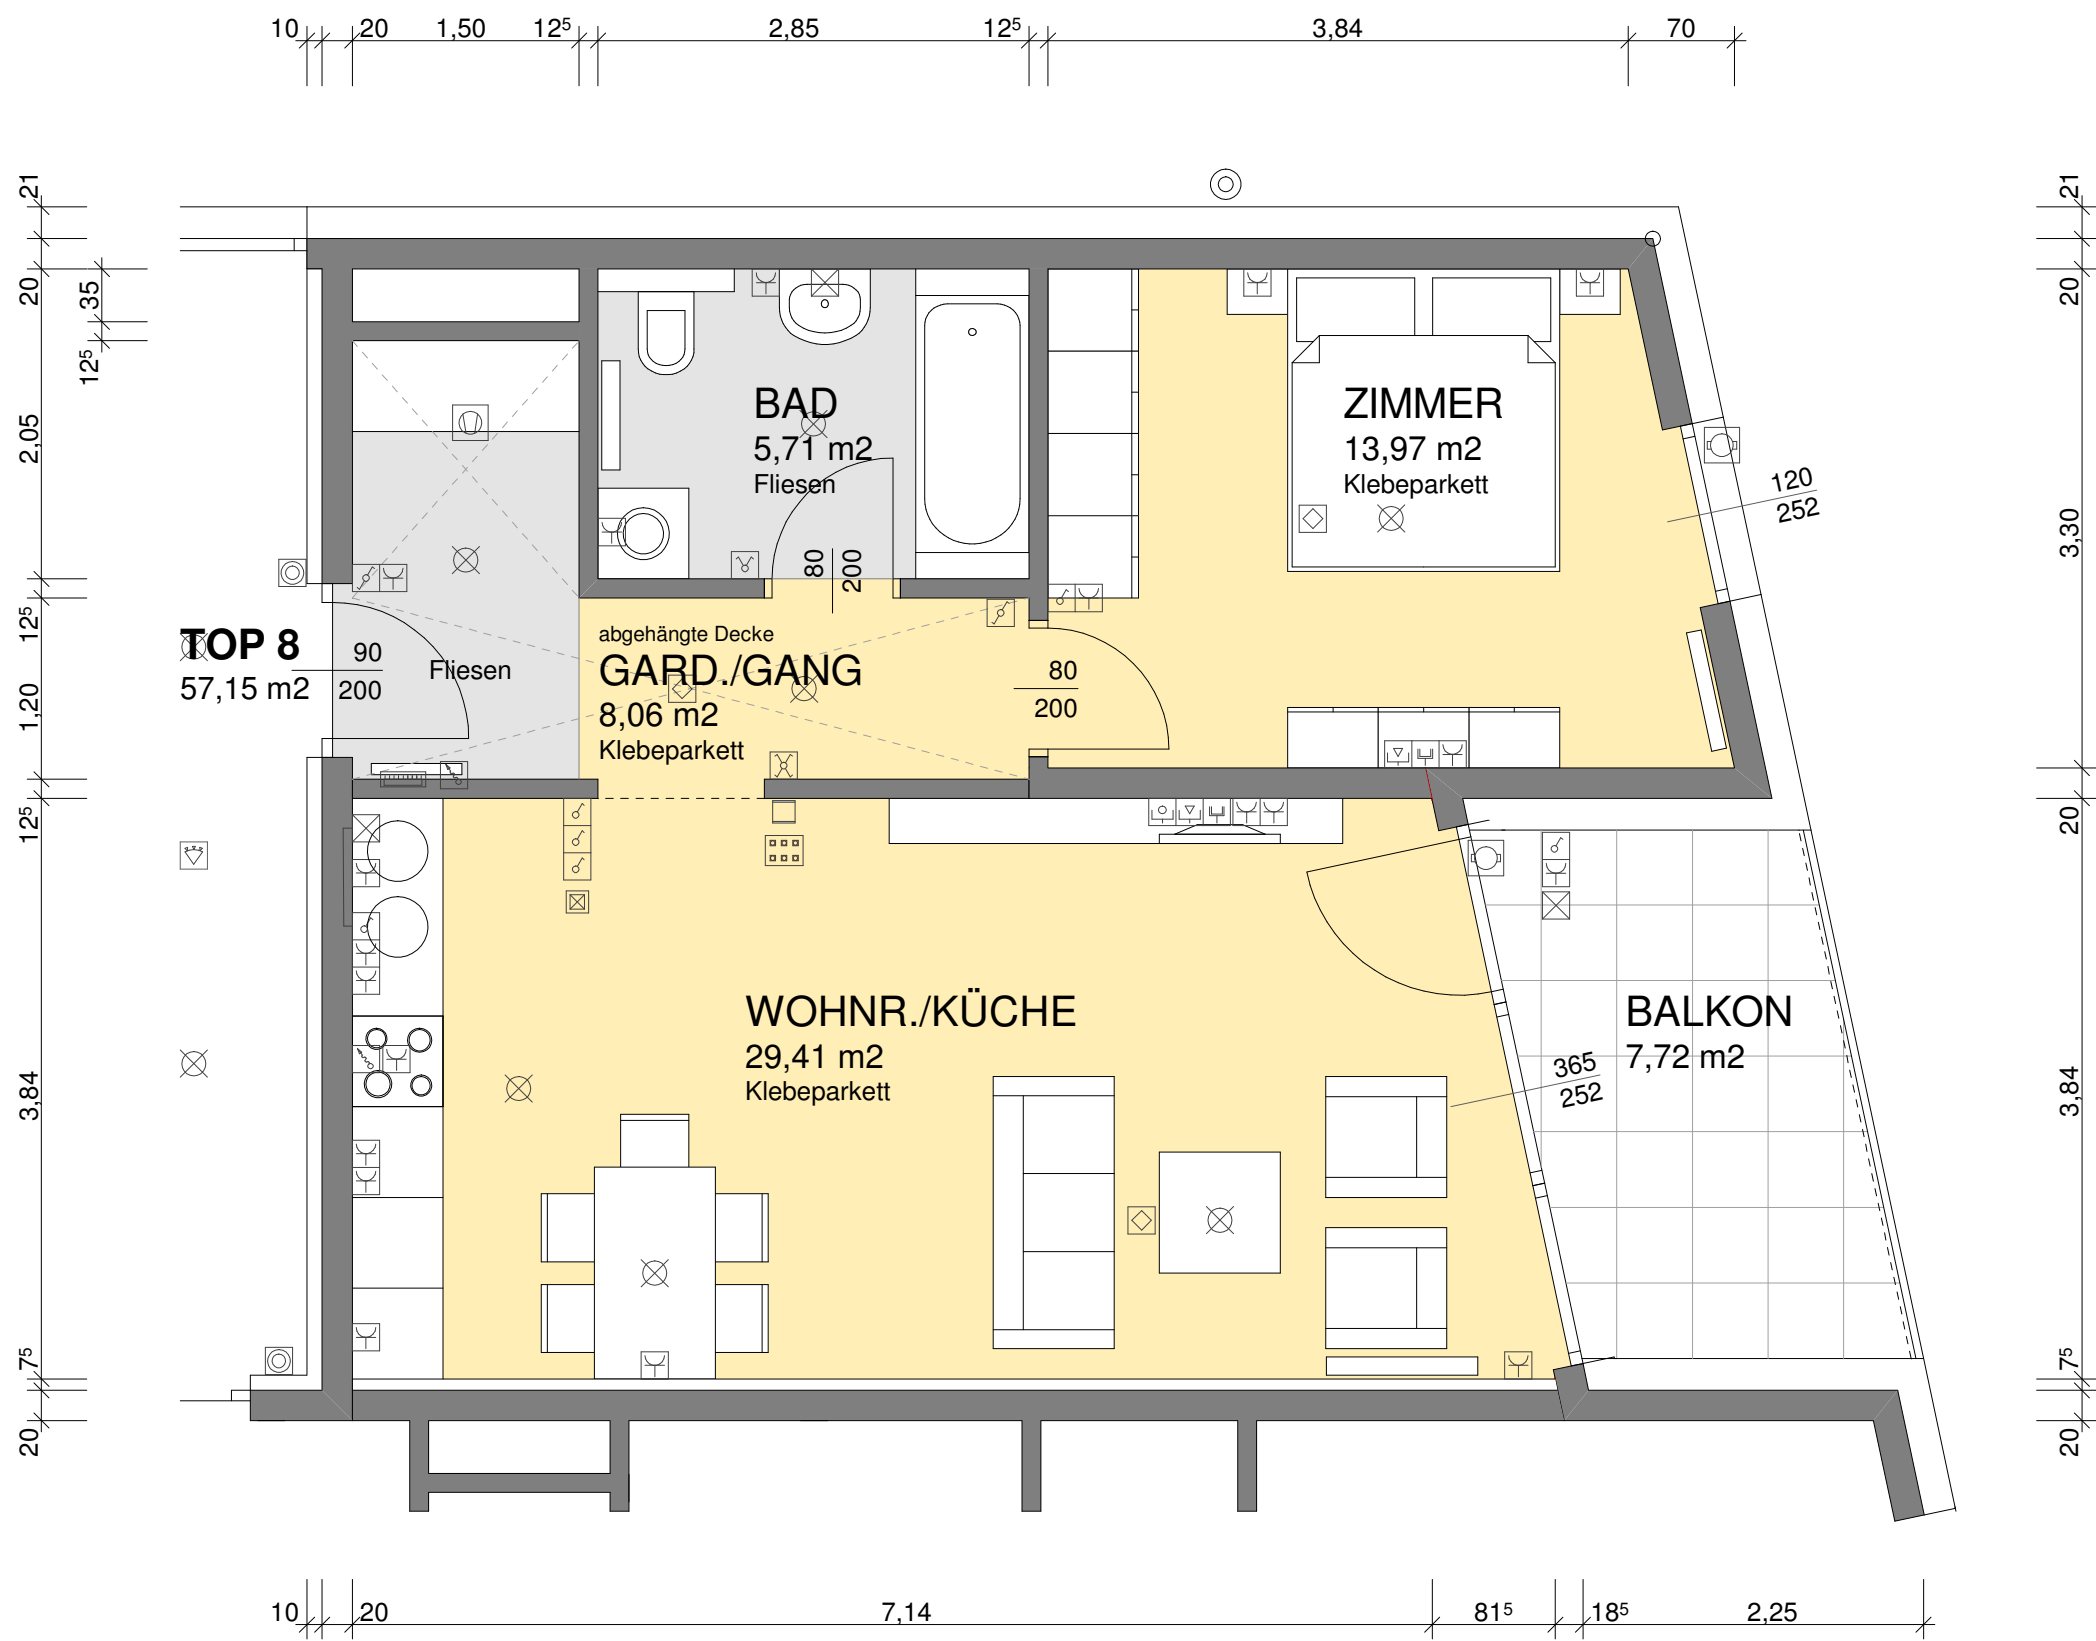 10 20 1,50 12⁵ 2,85 12⁵ 3,84 70
21
20
35
12⁵
2,05
12⁵
1,20
12⁵
3,84
7⁵
20
BAD
5,71 m2
Fliesen
80
200
ZIMMER
13,97 m2
Klebeparkett
120
252
TOP 8
57,15 m2
90
200
Fliesen
abgehängte Decke
GARD./GANG
8,06 m2
Klebeparkett
80
200
WOHNR./KÜCHE
29,41 m2
Klebeparkett
365
252
BALKON
7,72 m2
21
20
3,30
20
3,84
7⁵
20
10 20 7,14 81⁵ 18⁵ 2,25